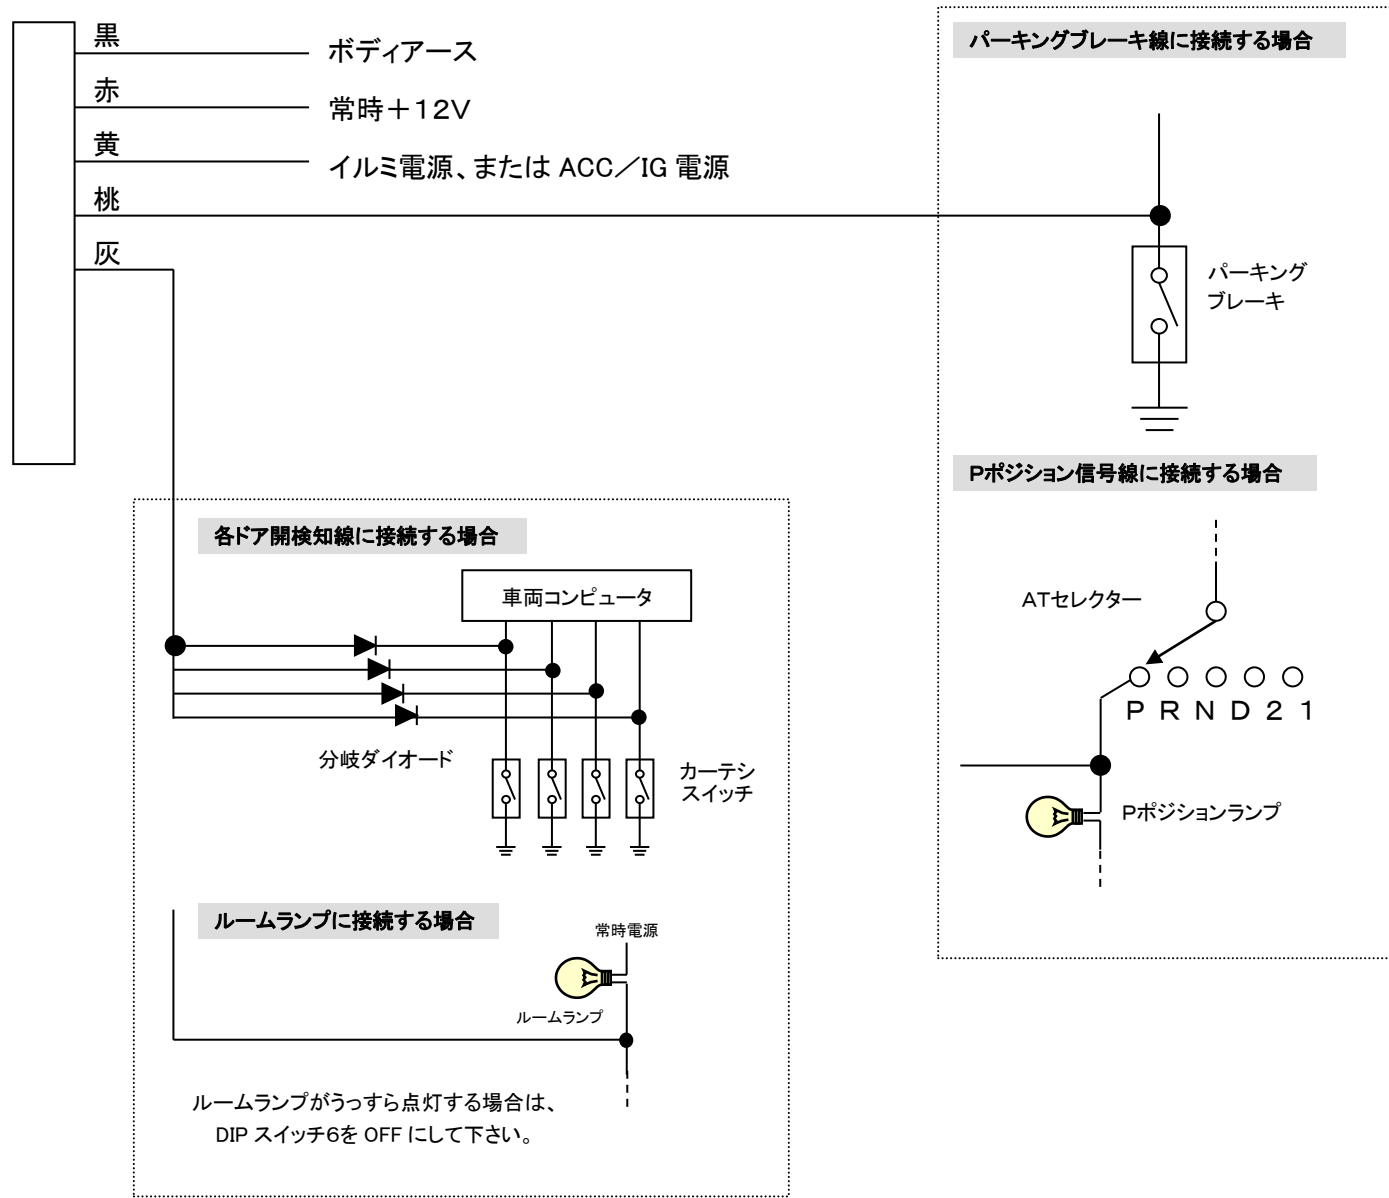 黒
ボディアース
赤
常時＋１２V
黄
イルミ電源、または ACC／IG 電源
桃
灰
パーキングブレーキ線に接続する場合
パーキング
ブレーキ
Pポジション信号線に接続する場合
ATセレクター
P R N D 2 1
Pポジションランプ
各ドア開検知線に接続する場合
車両コンピュータ
分岐ダイオード
カーテシ
スイッチ
ルームランプに接続する場合
常時電源
ルームランプ
ルームランプがうっすら点灯する場合は、
DIP スイッチ6を OFF にして下さい。